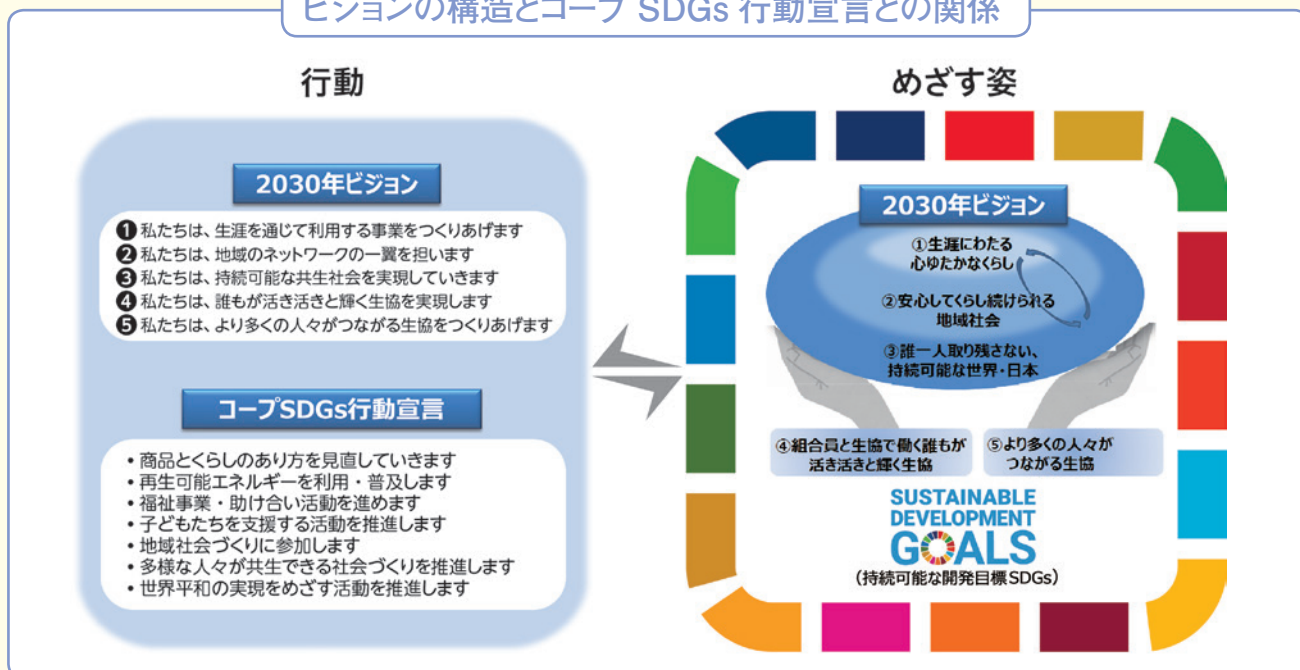 ビジョンの構造とコープ SDGs 行動宣言との関係
行動
2030年ビジョン
❶私たちは、生涯を通じて利用する事業をつくりあげます
❷私たちは、地域のネットワークの一翼を担います
❸私たちは、持続可能な共生社会を実現していきます
❹私たちは、誰もが活き活きと輝く生協を実現します
❺私たちは、より多くの人々がつながる生協をつくりあげます
コープSDGs行動宣言
・商品とくらしのあり方を見直していきます
・再生可能エネルギーを利用・普及します
・福祉事業・助け合い活動を進めます
・子どもたちを支援する活動を推進します
・地域社会づくりに参加します
・多様な人々が共生できる社会づくりを推進します
・世界平和の実現をめざす活動を推進します
めざす姿
2030年ビジョン
①生涯にわたる
心ゆたかなくらし
②安心してくらし続けられる
地域社会
③誰一人取り残さない、
持続可能な世界・日本
④組合員と生協で働く誰もが
活き活きと輝く生協
⑤より多くの人々が
つながる生協
SUSTAINABLE
DEVELOPMENT
GOALS
(持続可能な開発目標SDGs)